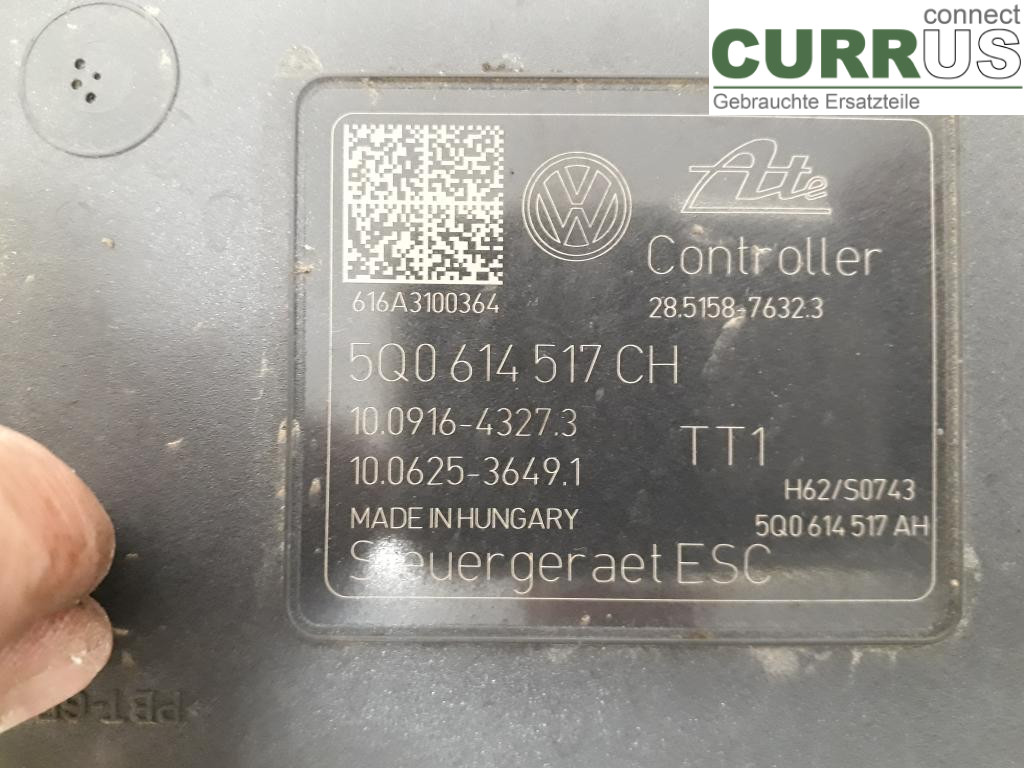 connect
CURRUS
Gebrauchte Ersatzteile
Ate
Controller
616A3100364
28.5158-7632.3
5Q0 614 517 CH
10.0916-4327.3
TT1
10.0625-3649.1
H62/S0743
MADE IN HUNGARY
5Q0 614 517 AH
Steuergeraet ESC